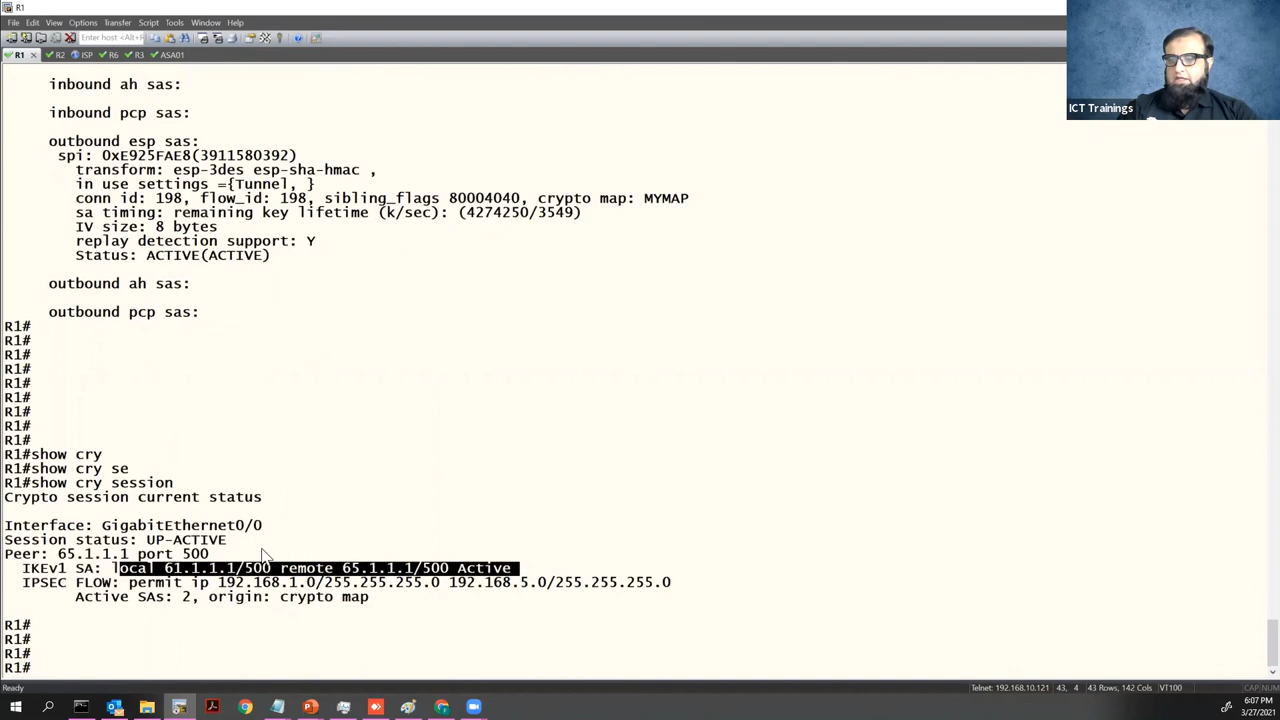 R1
File Edit View Options Transfer Script Tools Window Help
Enter host <Alt+R>
R1 R2 ISP R6 R3 ASA01
ICT Trainings
inbound ah sas:
inbound pcp sas:
outbound esp sas:
spi: 0xE925FAE8(3911580392)
transform: esp-3des esp-sha-hmac ,
in use settings ={Tunnel, }
conn id: 198, flow_id: 198, sibling_flags 80004040, crypto map: MYMAP
sa timing: remaining key lifetime (k/sec): (4274250/3549)
IV size: 8 bytes
replay detection support: Y
Status: ACTIVE(ACTIVE)
outbound ah sas:
outbound pcp sas:
R1#
R1#
R1#
R1#
R1#
R1#
R1#
R1#
R1#
R1#show cry
R1#show cry se
R1#show cry session
Crypto session current status
Interface: GigabitEthernet0/0
Session status: UP-ACTIVE
Peer: 65.1.1.1 port 500
IKEv1 SA: local 61.1.1.1/500 remote 65.1.1.1/500 Active
IPSEC FLOW: permit ip 192.168.1.0/255.255.255.0 192.168.5.0/255.255.255.0
Active SAs: 2, origin: crypto map
R1#
R1#
R1#
R1#
Ready
Telnet: 192.168.10.121 43, 4 43 Rows, 142 Cols VT100 CAP NUM
6:07 PM
3/27/2021